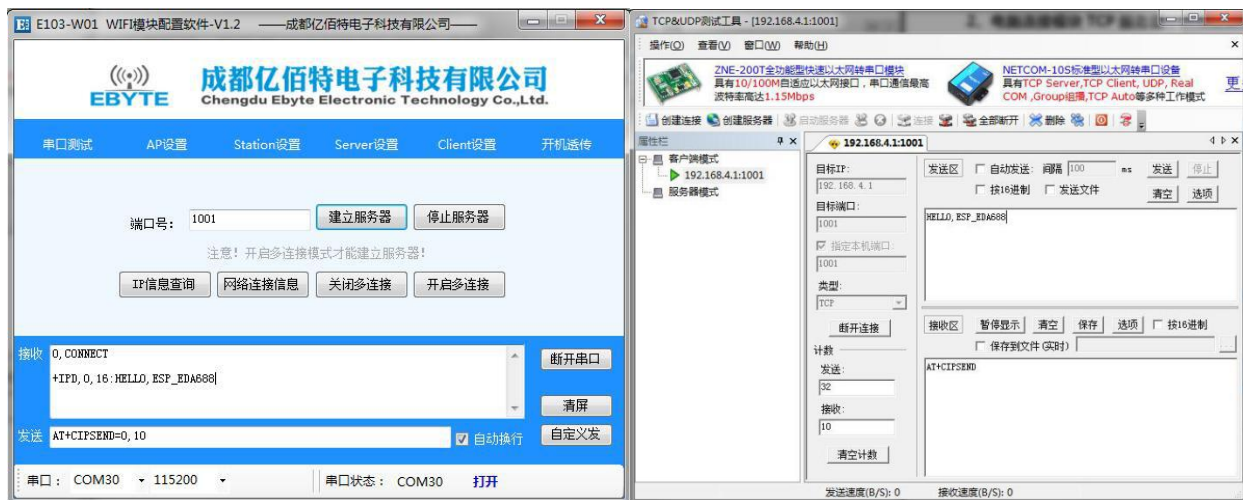 E103-W01 WIFI模块配置软件-V1.2 ——成都亿佰特电子科技有限公司——
EBYTE
成都亿佰特电子科技有限公司
Chengdu Ebyte Electronic Technology Co.,Ltd.
串口测试 AP设置 Station设置 Server设置 Client设置 开机透传
端口号： 1001 建立服务器 停止服务器
注意！开启多连接模式才能建立服务器！
IP信息查询 网络连接信息 关闭多连接 开启多连接
接收 0,CONNECT
+IPD,0,16:HELLO,ESP_EDA688
断开串口
清屏
发送 AT+CIPSEND=0,10 自动换行 自定义发
串口： COM30 115200 串口状态： COM30 打开
TCP&UDP测试工具 - [192.168.4.1:1001]
操作(O) 查看(V) 窗口(W) 帮助(H)
ZNE-200T全功能型快速以太网转串口模块
具有10/100M自适应以太网接口，串口通信最高
波特率高达1.15Mbps
NETCOM-10S标准型以太网转串口设备
具有TCP Server,TCP Client, UDP, Real
COM ,Group组播,TCP Auto等多种工作模式
更
创建连接 创建服务器 启动服务器 连接 全部断开 删除
属性栏
客户端模式
192.168.4.1:1001
服务器模式
192.168.4.1:1001
目标IP:
192.168.4.1
目标端口:
1001
指定本机端口:
1001
类型:
TCP
断开连接
计数
发送:
32
接收:
10
清空计数
发送区 自动发送: 间隔 100 ms 发送 停止
按16进制 发送文件 清空 选项
HELLO,ESP_EDA688
接收区 暂停显示 清空 保存 选项 按16进制
保存到文件(实时)
AT+CIPSEND
发送速度(B/S): 0 接收速度(B/S): 0